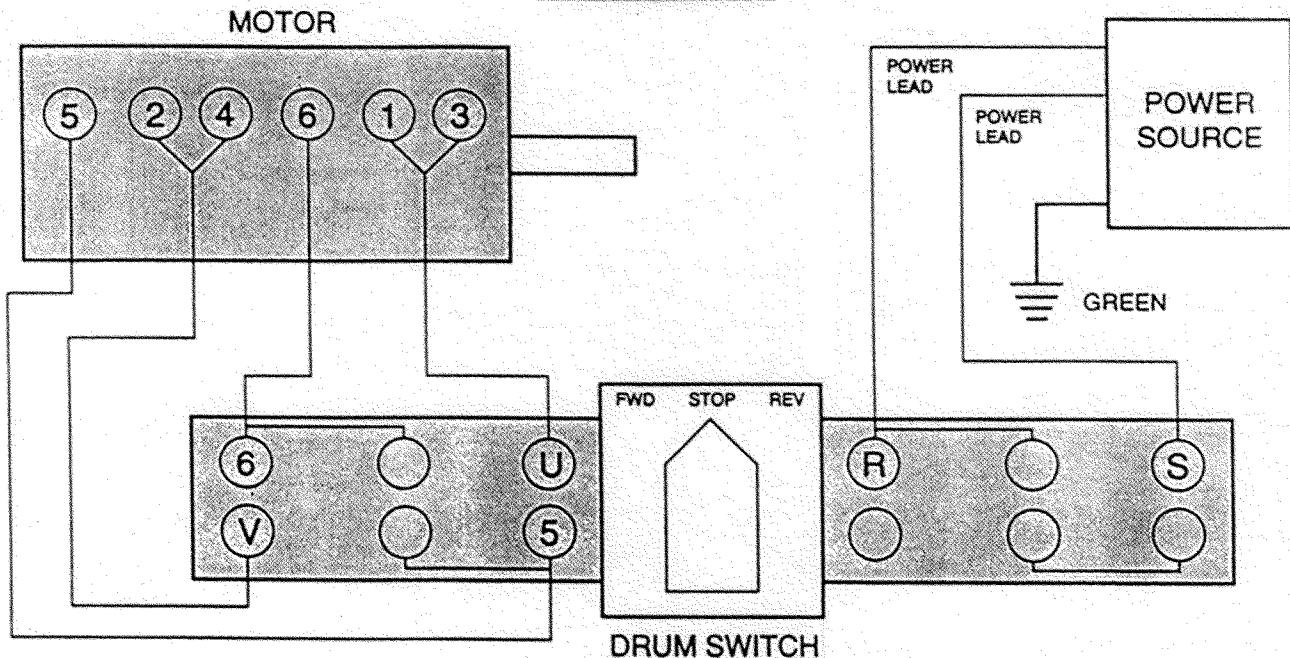 MOTOR
5 2 4 6 1 3
POWER
LEAD
POWER
LEAD
POWER
SOURCE
GREEN
FWD STOP REV
6 U R S
V 5
DRUM SWITCH